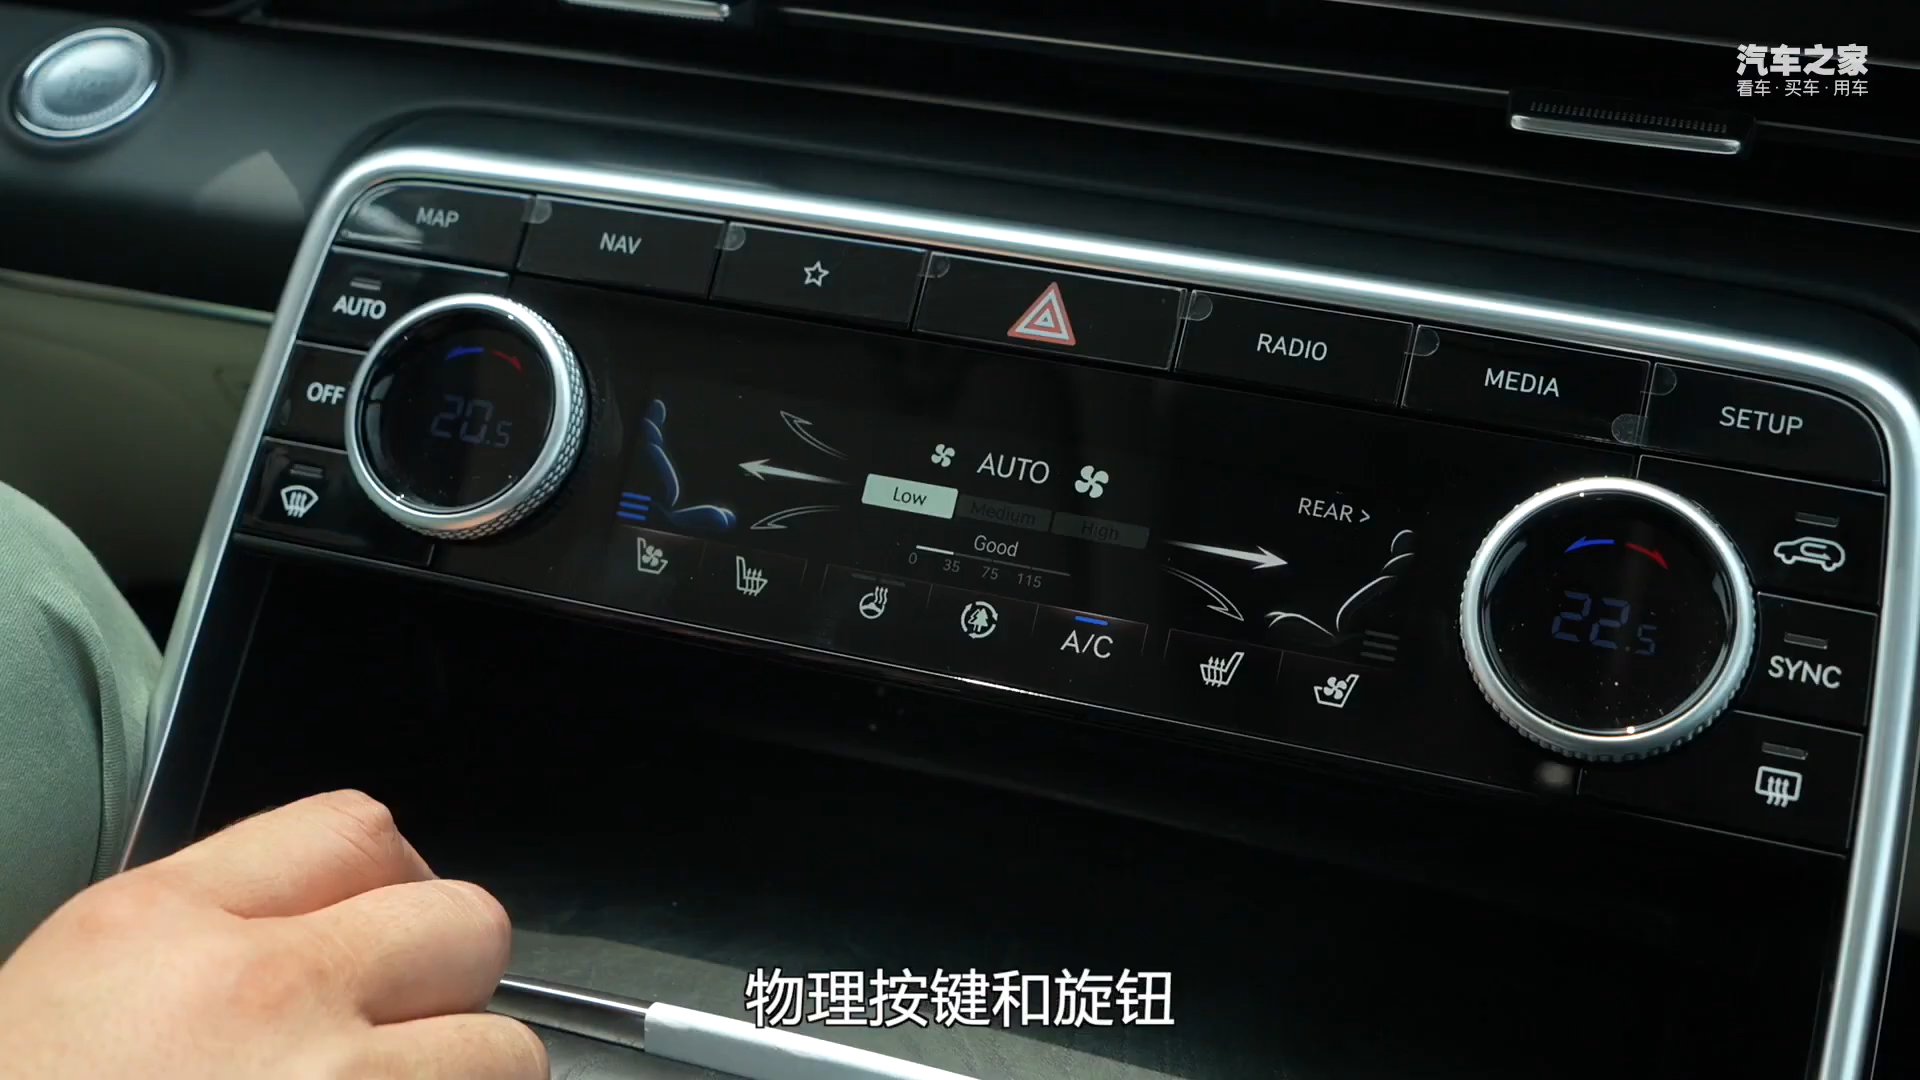 汽车之家
看车·买车·用车
MAP
NAV
RADIO
MEDIA
SETUP
AUTO
OFF
20.5
AUTO
Low
Medium
High
Good
0 35 75 115
REAR >
A/C
22.5
SYNC
物理按键和旋钮